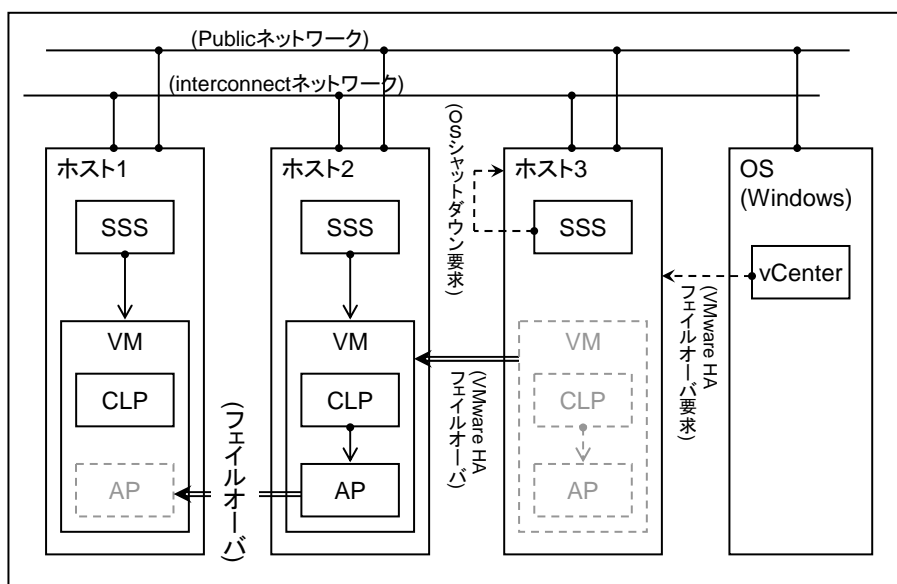 (Publicネットワーク)
(interconnectネットワーク)
ホスト1
SSS
VM
CLP
AP
(フェイルオーバ)
ホスト2
SSS
VM
CLP
AP
(VMware HA
フェイルオーバ)
(OSシャットダウン要求)
ホスト3
SSS
VM
CLP
AP
(VMware HA
フェイルオーバ要求)
OS
(Windows)
vCenter